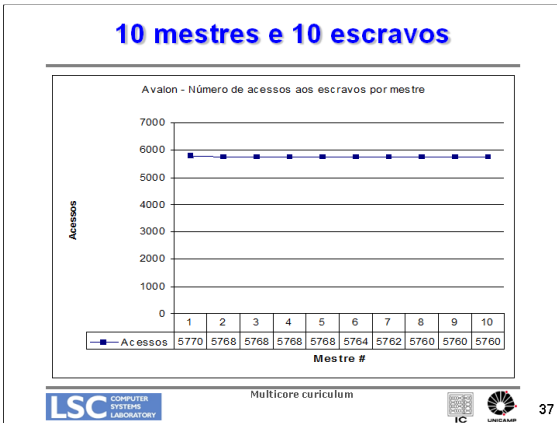 10 mestres e 10 escravos
Avalon - Número de acessos aos escravos por mestre
7000
6000
5000
4000
3000
2000
1000
0
Acessos
1 2 3 4 5 6 7 8 9 10
Acessos 5770 5768 5768 5768 5768 5764 5762 5760 5760 5760
Mestre #
Multicore curiculum
LSC COMPUTER SYSTEMS LABORATORY
IC
UNICAMP
37